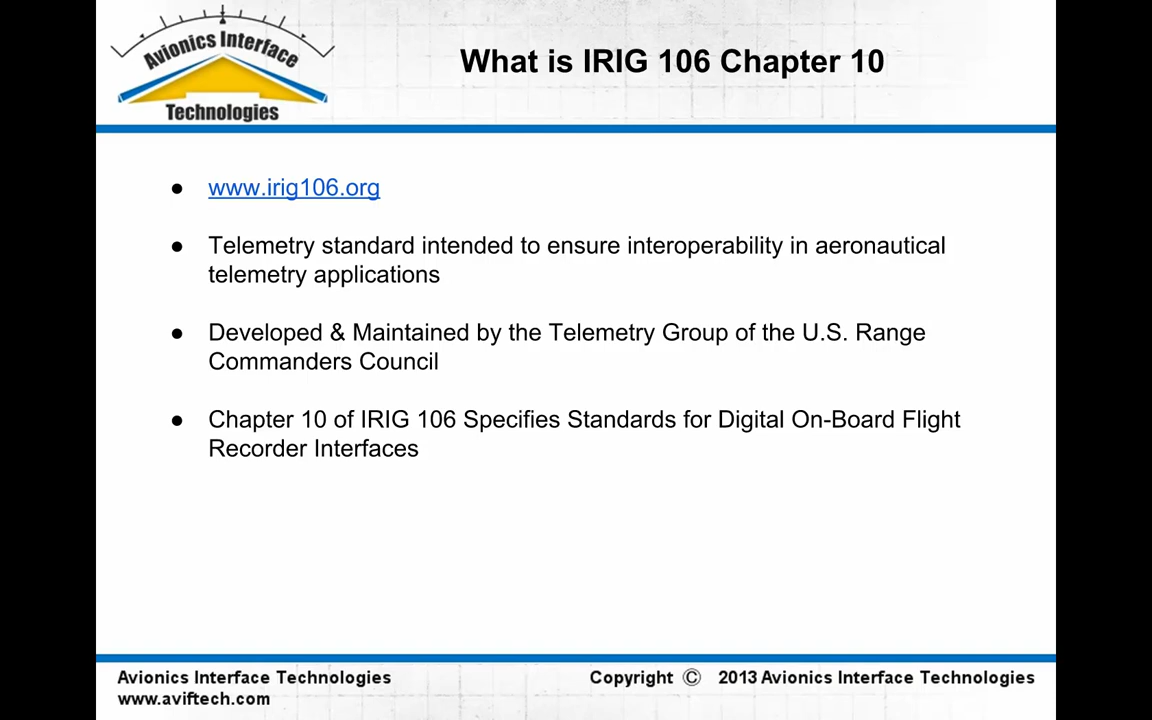 Avionics Interface
Technologies
What is IRIG 106 Chapter 10
● www.irig106.org
● Telemetry standard intended to ensure interoperability in aeronautical
telemetry applications
● Developed & Maintained by the Telemetry Group of the U.S. Range
Commanders Council
● Chapter 10 of IRIG 106 Specifies Standards for Digital On-Board Flight
Recorder Interfaces
Avionics Interface Technologies
www.aviftech.com
Copyright © 2013 Avionics Interface Technologies